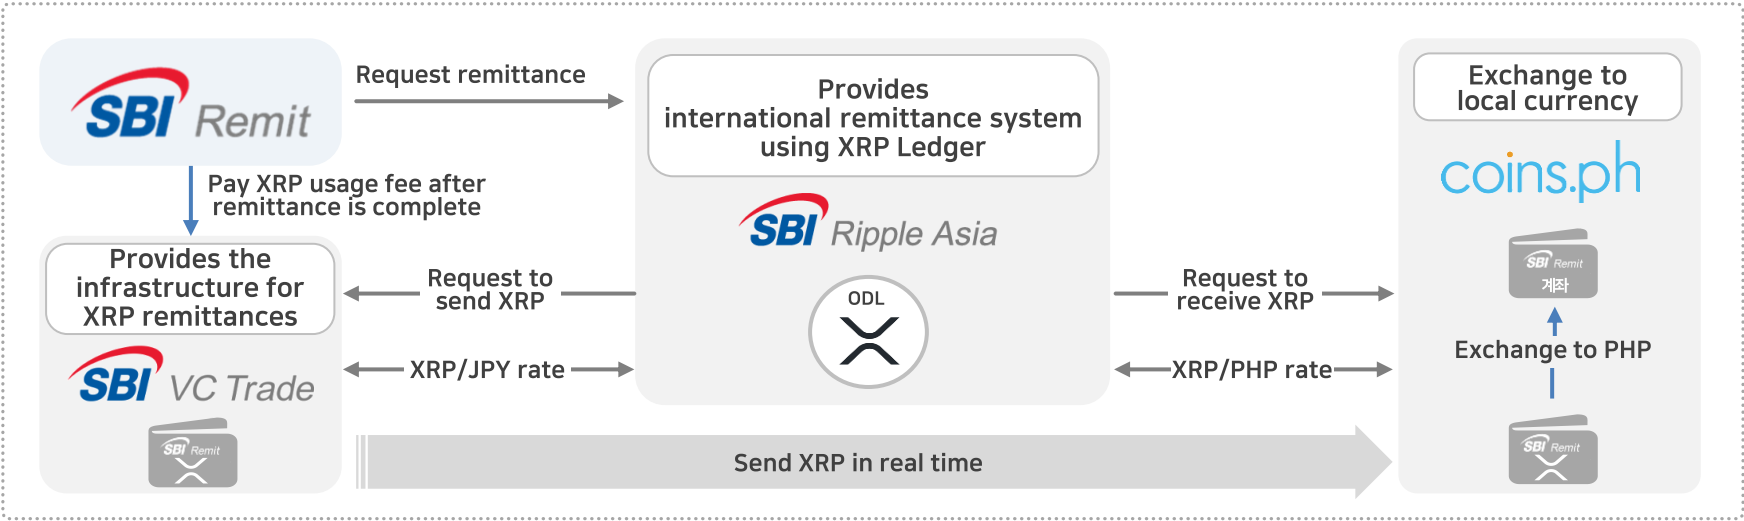 SBI Remit
Request remittance
Pay XRP usage fee after
remittance is complete
Provides the
infrastructure for
XRP remittances
SBI VC Trade
SBI Remit
Request to
send XRP
XRP/JPY rate
Provides
international remittance system
using XRP Ledger
SBI Ripple Asia
ODL
Request to
receive XRP
XRP/PHP rate
Send XRP in real time
Exchange to
local currency
coins.ph
SBI Remit
계좌
Exchange to PHP
SBI Remit